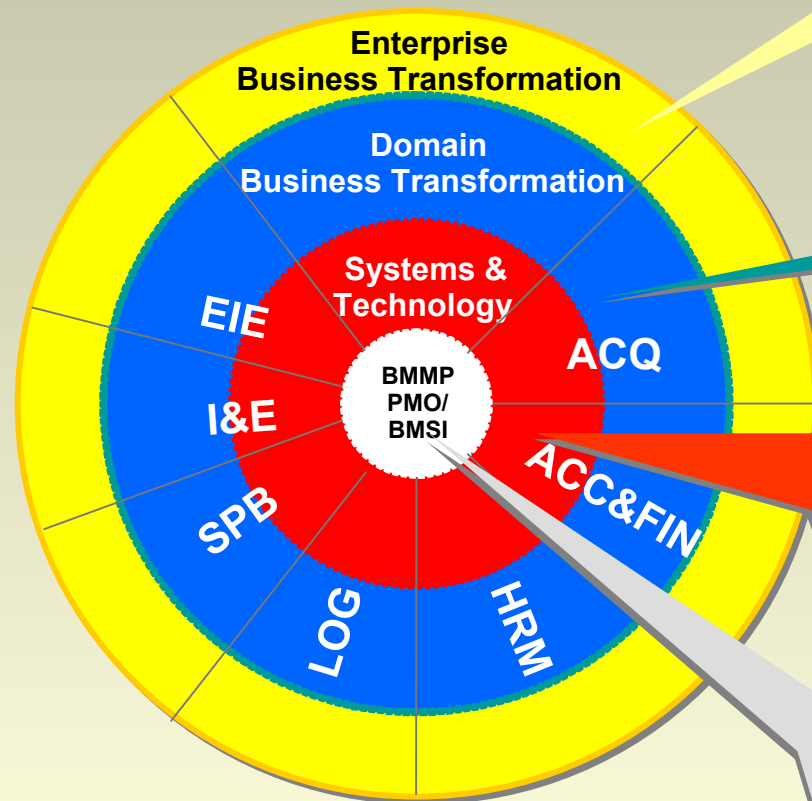 Enterprise
Business Transformation
Domain
Business Transformation
Systems &
Technology
EIE
ACQ
BMMP
PMO/
BMSI
I&E
ACC&FIN
SPB
LOG
HRM